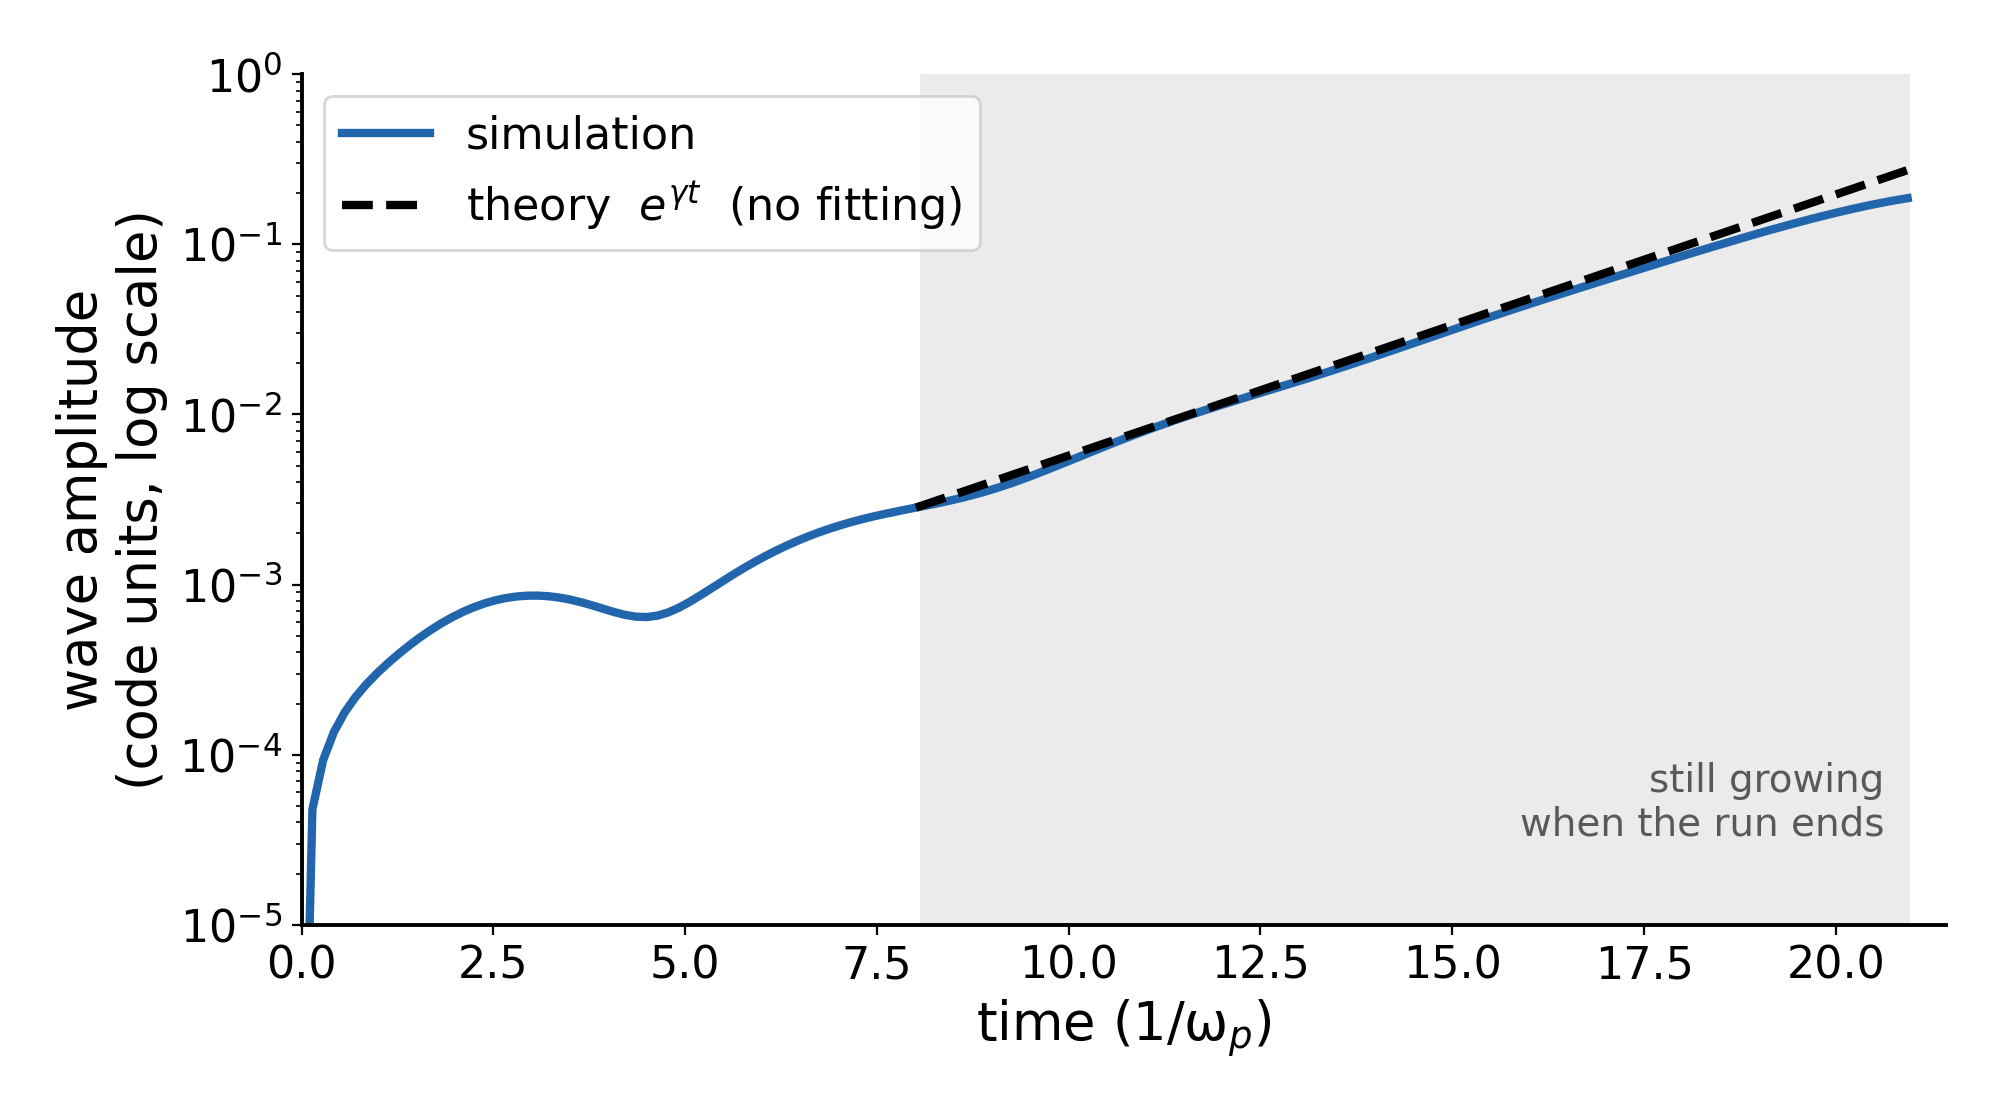 10⁰
10⁻¹
10⁻²
10⁻³
10⁻⁴
10⁻⁵
wave amplitude
(code units, log scale)
simulation
theory e^{γt} (no fitting)
still growing
when the run ends
0.0 2.5 5.0 7.5 10.0 12.5 15.0 17.5 20.0
time (1/ωₚ)